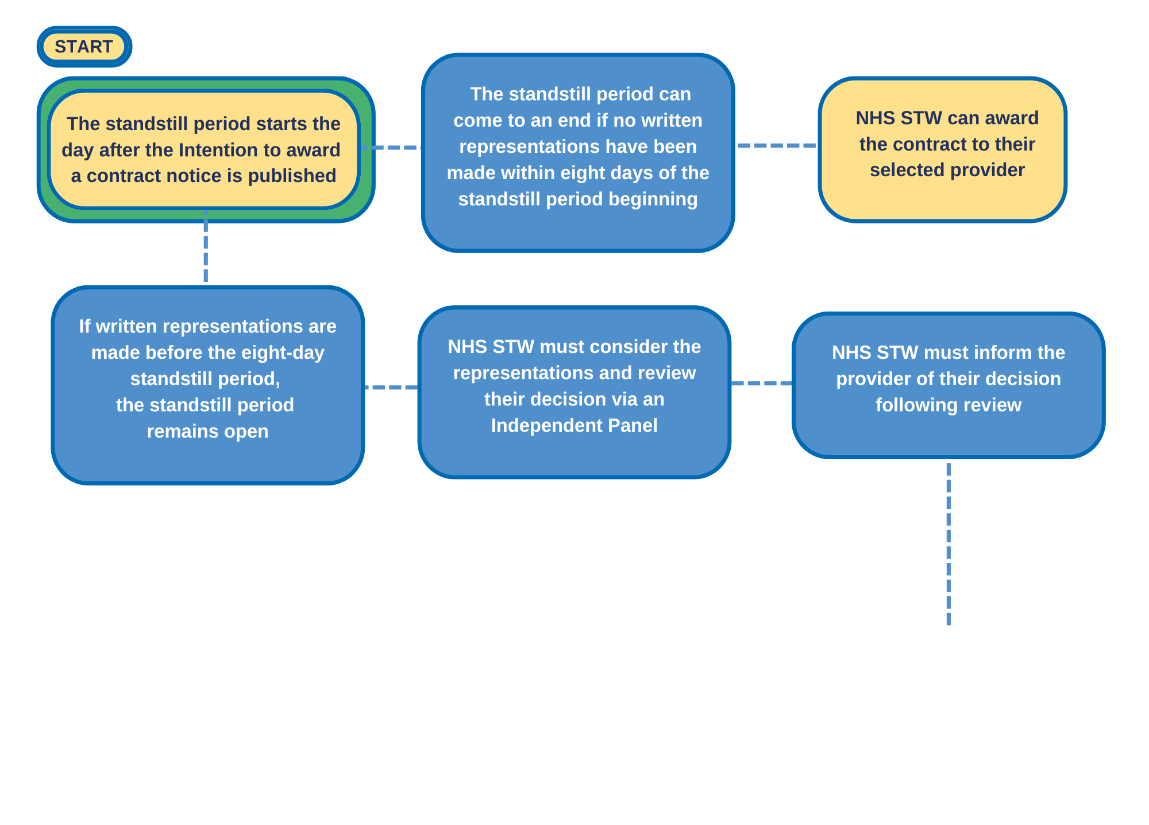 START
The standstill period starts the
day after the Intention to award
a contract notice is published
The standstill period can
come to an end if no written
representations have been
made within eight days of the
standstill period beginning
NHS STW can award
the contract to their
selected provider
If written representations are
made before the eight-day
standstill period,
the standstill period
remains open
NHS STW must consider the
representations and review
their decision via an
Independent Panel
NHS STW must inform the
provider of their decision
following review